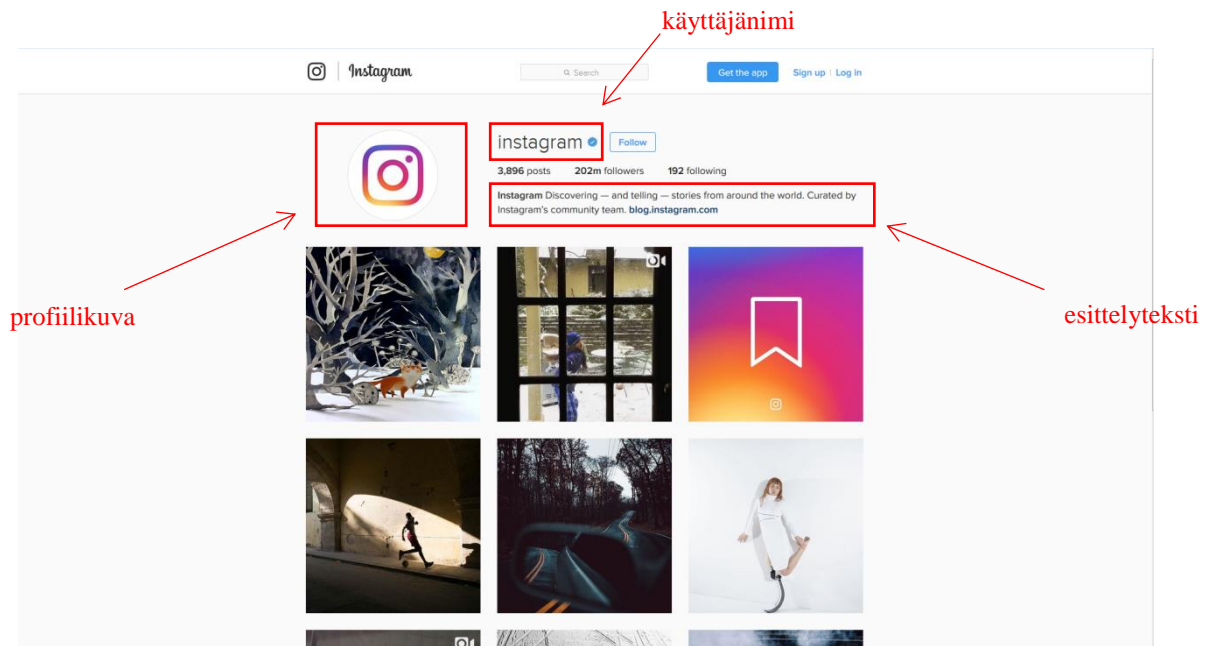 käyttäjänimi
Instagram
Search
Get the app
Sign up | Log in
instagram
Follow
3,896 posts 202m followers 192 following
Instagram Discovering — and telling — stories from around the world. Curated by
Instagram's community team. blog.instagram.com
profiilikuva
esittelyteksti